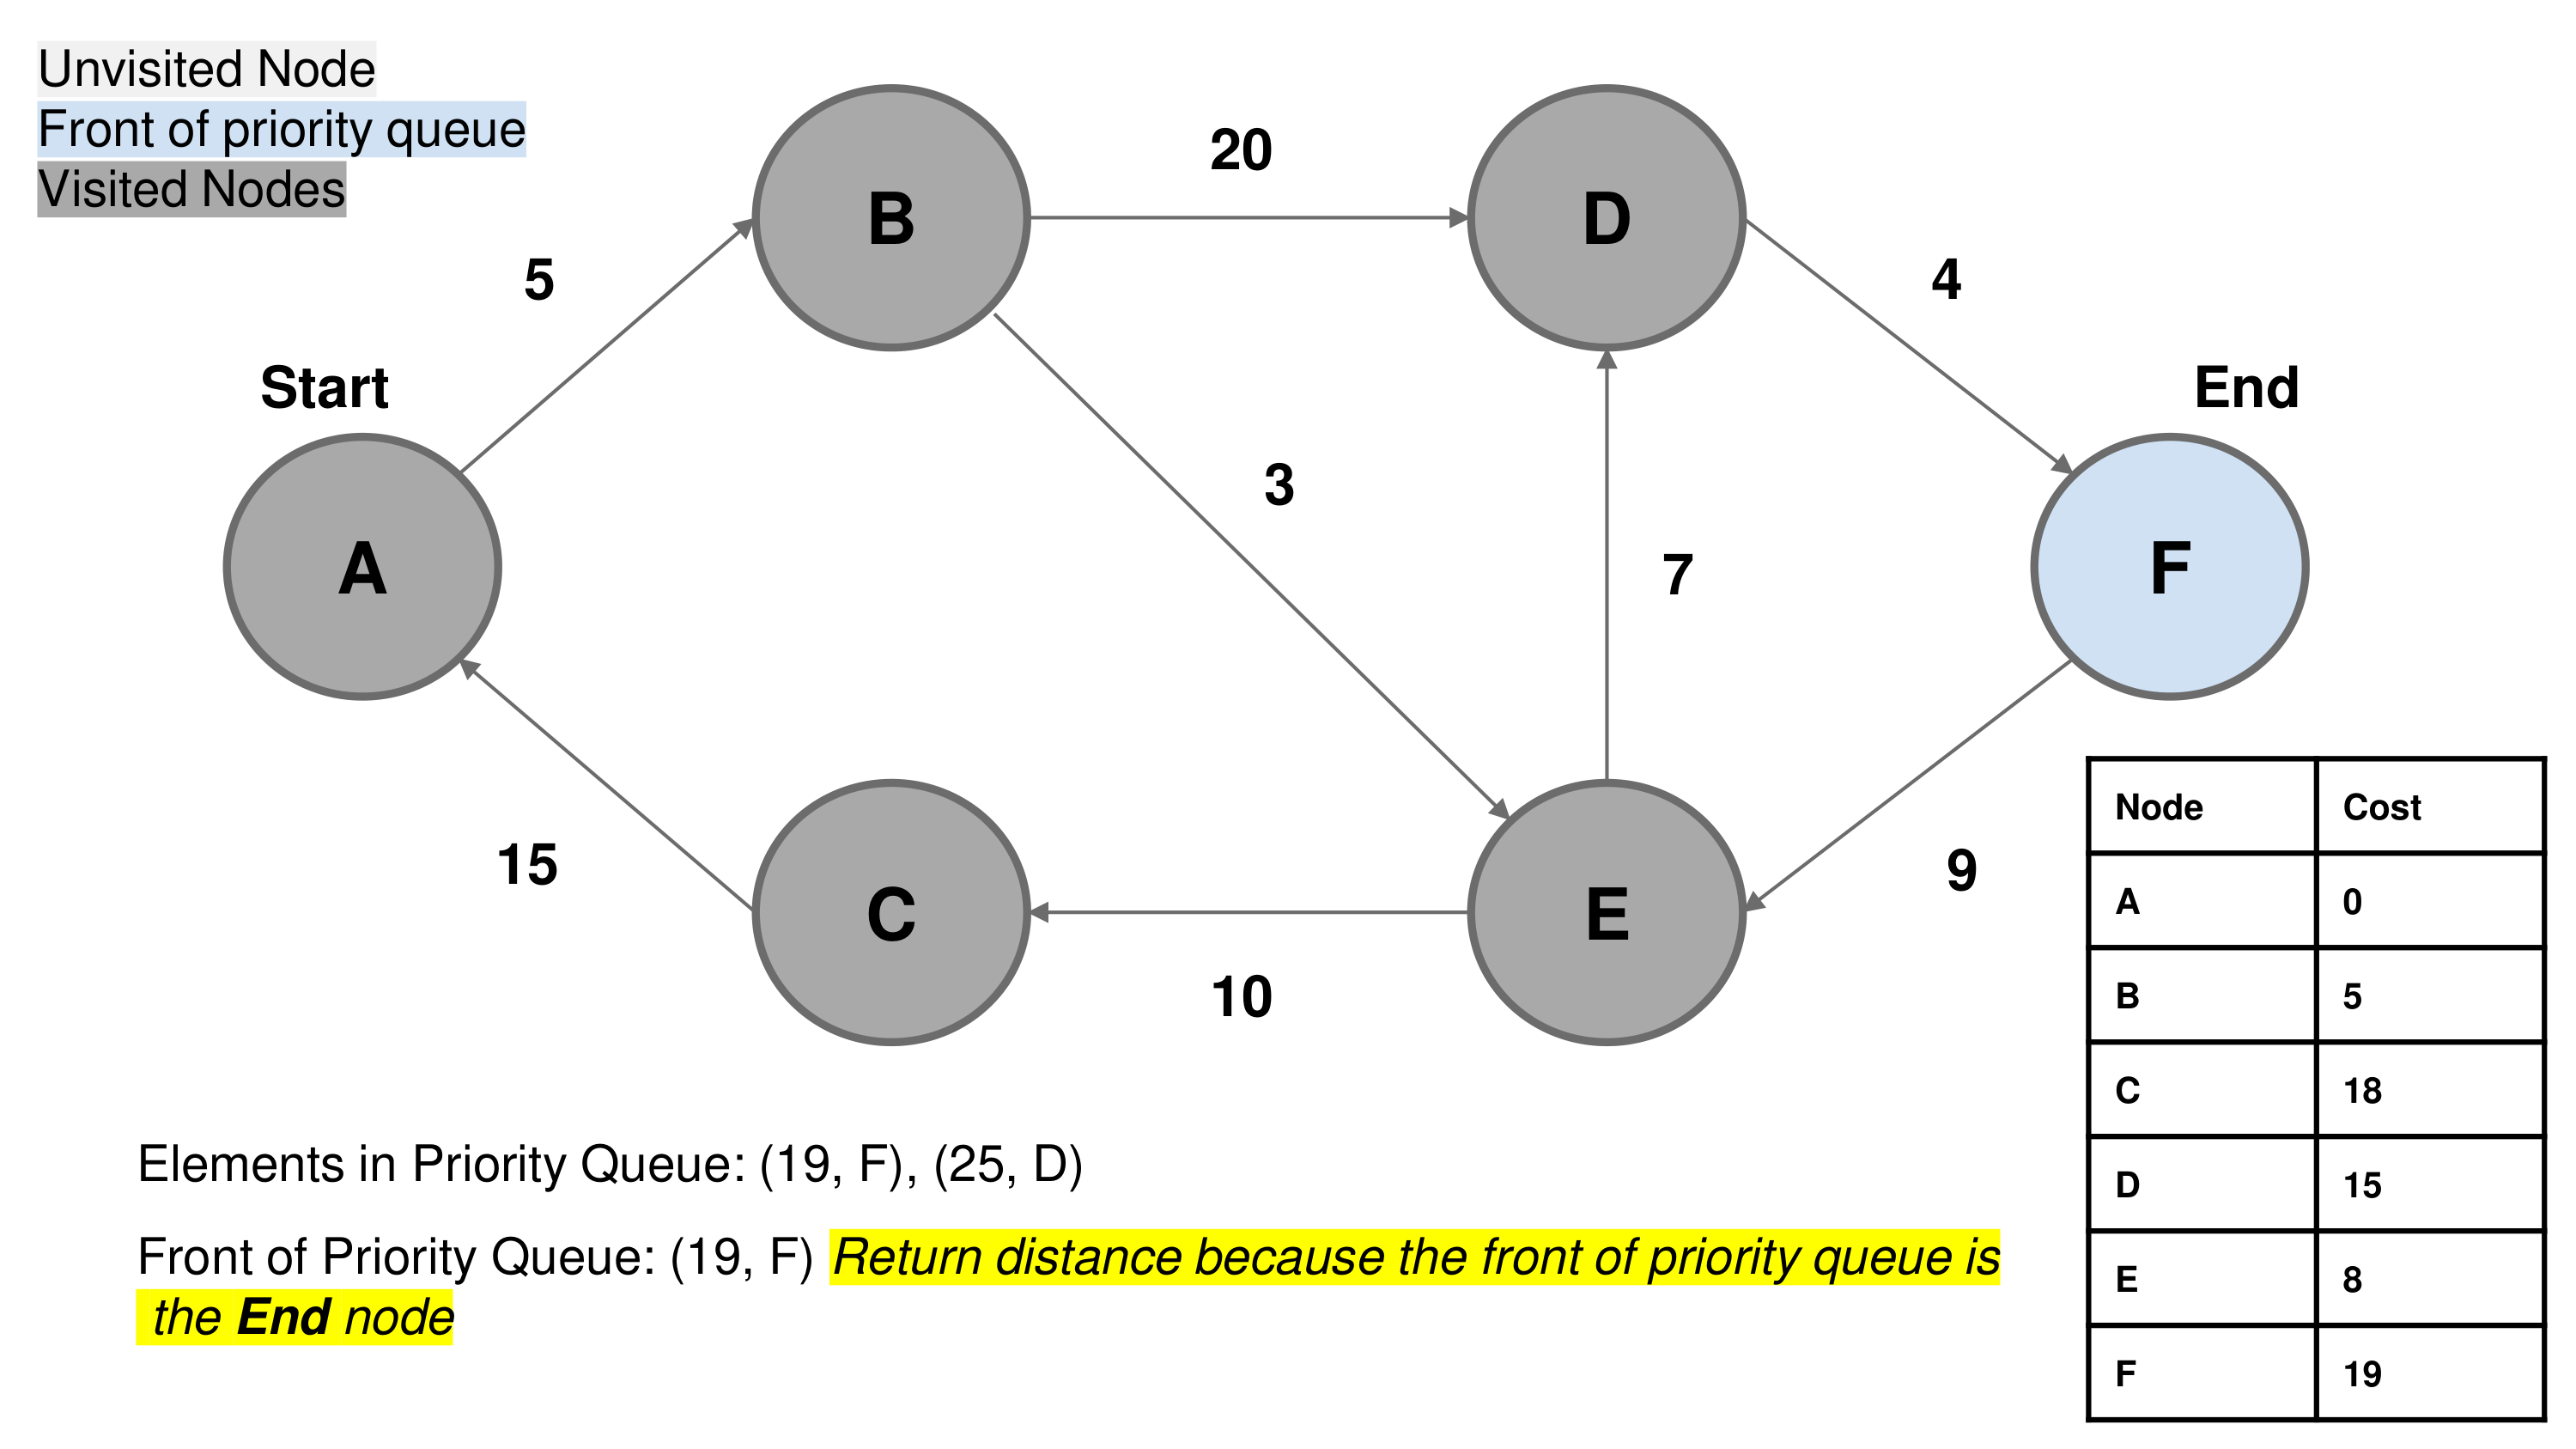 Unvisited Node
Front of priority queue
Visited Nodes
20
B
D
5
4
Start
End
3
A
F
7
15
C
E
9
10
Node Cost
A 0
B 5
C 18
D 15
E 8
F 19
Elements in Priority Queue: (19, F), (25, D)
Front of Priority Queue: (19, F) Return distance because the front of priority queue is
the End node